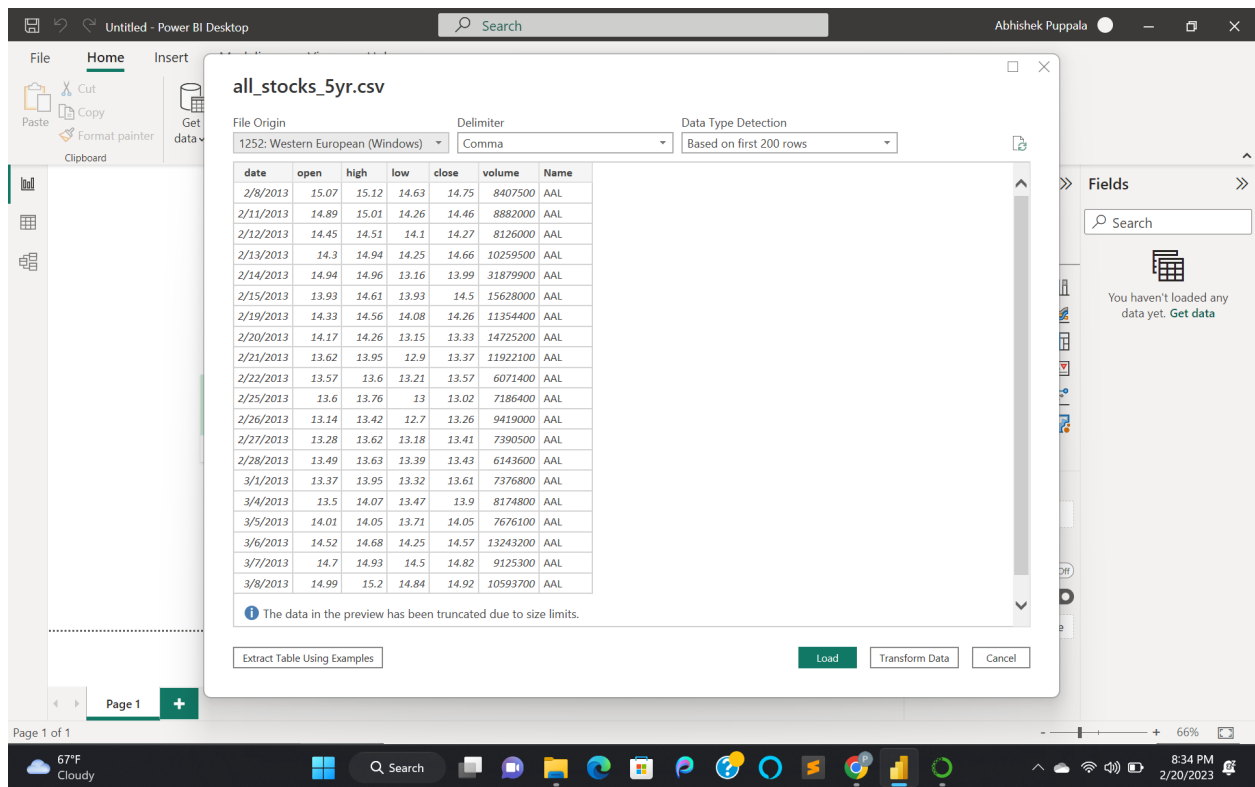 Untitled - Power BI Desktop
Search
Abhishek Puppala
File Home Insert
Paste
Cut
Copy
Format painter
Clipboard
Get
data
all_stocks_5yr.csv
File Origin Delimiter Data Type Detection
1252: Western European (Windows) Comma Based on first 200 rows
date open high low close volume Name
2/8/2013 15.07 15.12 14.63 14.75 8407500 AAL
2/11/2013 14.89 15.01 14.26 14.46 8882000 AAL
2/12/2013 14.45 14.51 14.1 14.27 8126000 AAL
2/13/2013 14.3 14.94 14.25 14.66 10259500 AAL
2/14/2013 14.94 14.96 13.16 13.99 31879900 AAL
2/15/2013 13.93 14.61 13.93 14.5 15628000 AAL
2/19/2013 14.33 14.56 14.08 14.26 11354400 AAL
2/20/2013 14.17 14.26 13.15 13.33 14725200 AAL
2/21/2013 13.62 13.95 12.9 13.37 11922100 AAL
2/22/2013 13.57 13.6 13.21 13.57 6071400 AAL
2/25/2013 13.6 13.76 13 13.02 7186400 AAL
2/26/2013 13.14 13.42 12.7 13.26 9419000 AAL
2/27/2013 13.28 13.62 13.18 13.41 7390500 AAL
2/28/2013 13.49 13.63 13.39 13.43 6143600 AAL
3/1/2013 13.37 13.95 13.32 13.61 7376800 AAL
3/4/2013 13.5 14.07 13.47 13.9 8174800 AAL
3/5/2013 14.01 14.05 13.71 14.05 7676100 AAL
3/6/2013 14.52 14.68 14.25 14.57 13243200 AAL
3/7/2013 14.7 14.93 14.5 14.82 9125300 AAL
3/8/2013 14.99 15.2 14.84 14.92 10593700 AAL
The data in the preview has been truncated due to size limits.
Extract Table Using Examples Load Transform Data Cancel
Fields
Search
You haven't loaded any
data yet. Get data
Page 1
Page 1 of 1
66%
67°F
Cloudy
Search
8:34 PM
2/20/2023